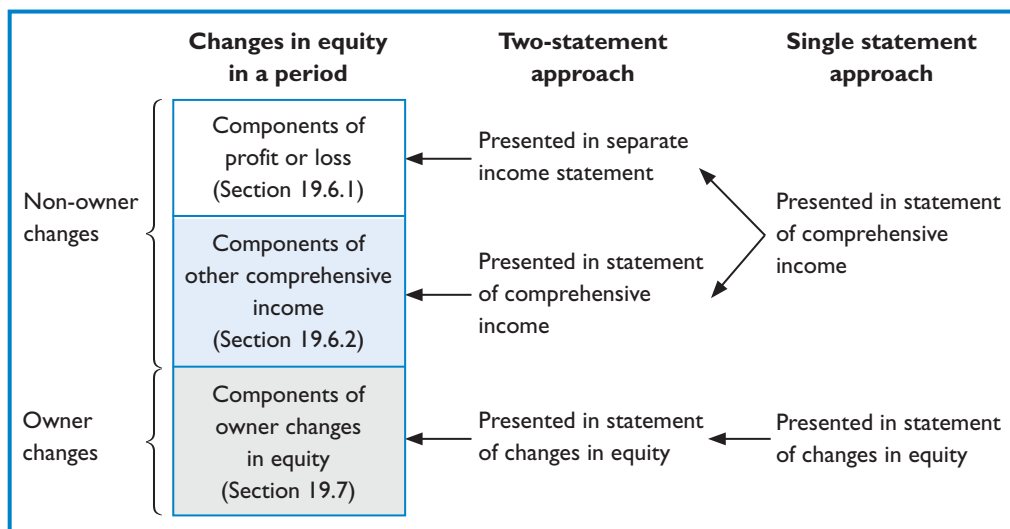 Changes in equity
in a period
Two-statement
approach
Single statement
approach
Non-owner
changes
Components of
profit or loss
(Section 19.6.1)
Presented in separate
income statement
Presented in statement
of comprehensive
income
Components of
other comprehensive
income
(Section 19.6.2)
Presented in statement
of comprehensive
income
Owner
changes
Components of
owner changes
in equity
(Section 19.7)
Presented in statement
of changes in equity
Presented in statement
of changes in equity